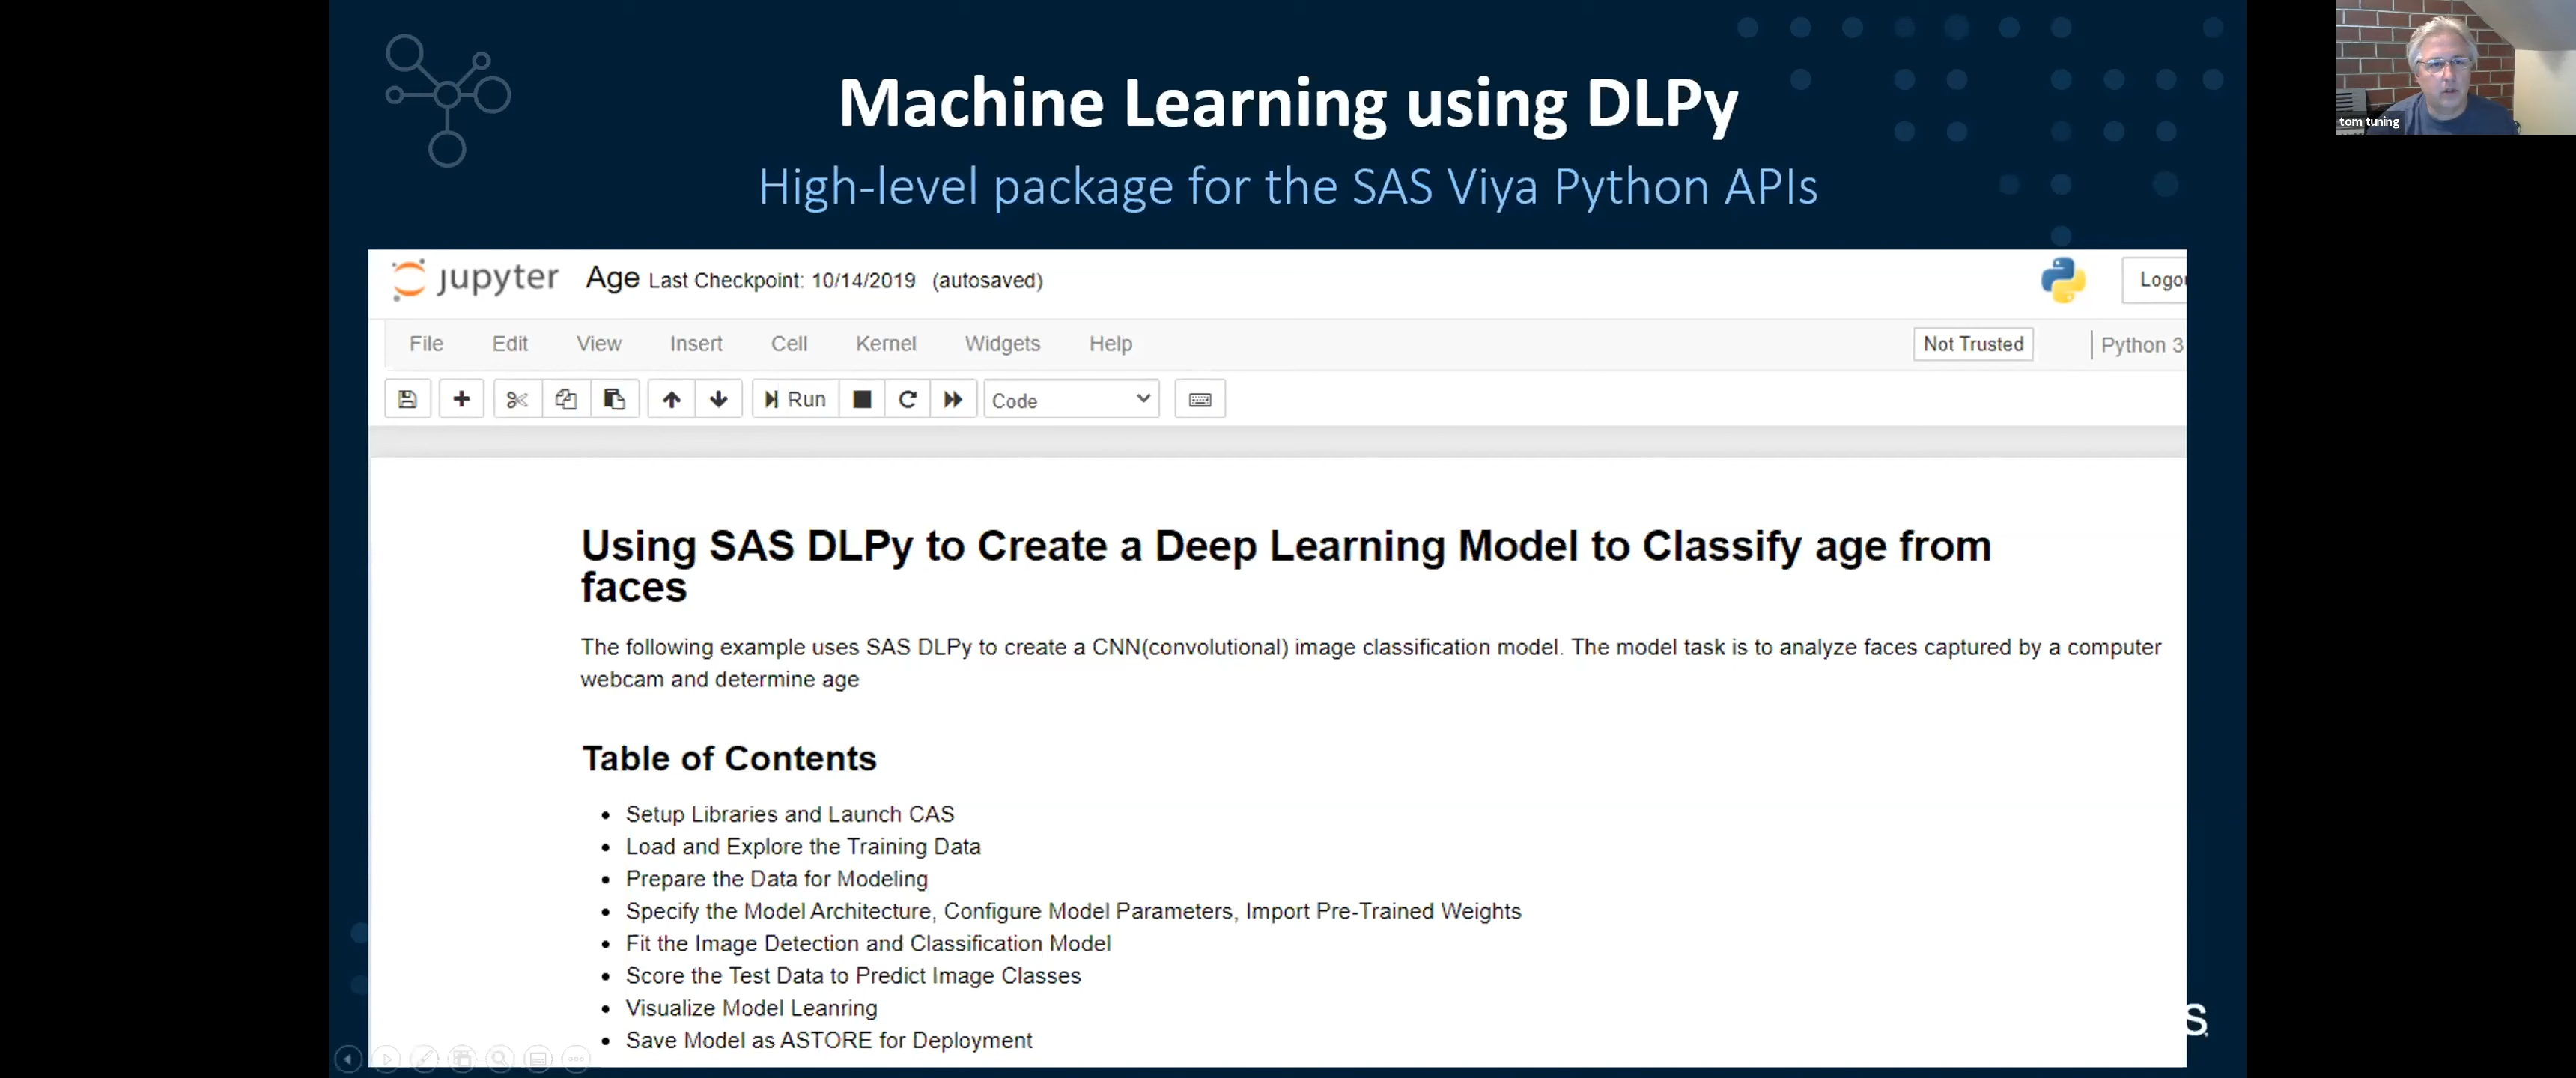 Machine Learning using DLPy
High-level package for the SAS Viya Python APIs
tom tuning
jupyter Age Last Checkpoint: 10/14/2019 (autosaved)
File Edit View Insert Cell Kernel Widgets Help Not Trusted Python 3
Run Code
Using SAS DLPy to Create a Deep Learning Model to Classify age from
faces
The following example uses SAS DLPy to create a CNN(convolutional) image classification model. The model task is to analyze faces captured by a computer
webcam and determine age
Table of Contents
• Setup Libraries and Launch CAS
• Load and Explore the Training Data
• Prepare the Data for Modeling
• Specify the Model Architecture, Configure Model Parameters, Import Pre-Trained Weights
• Fit the Image Detection and Classification Model
• Score the Test Data to Predict Image Classes
• Visualize Model Leanring
• Save Model as ASTORE for Deployment